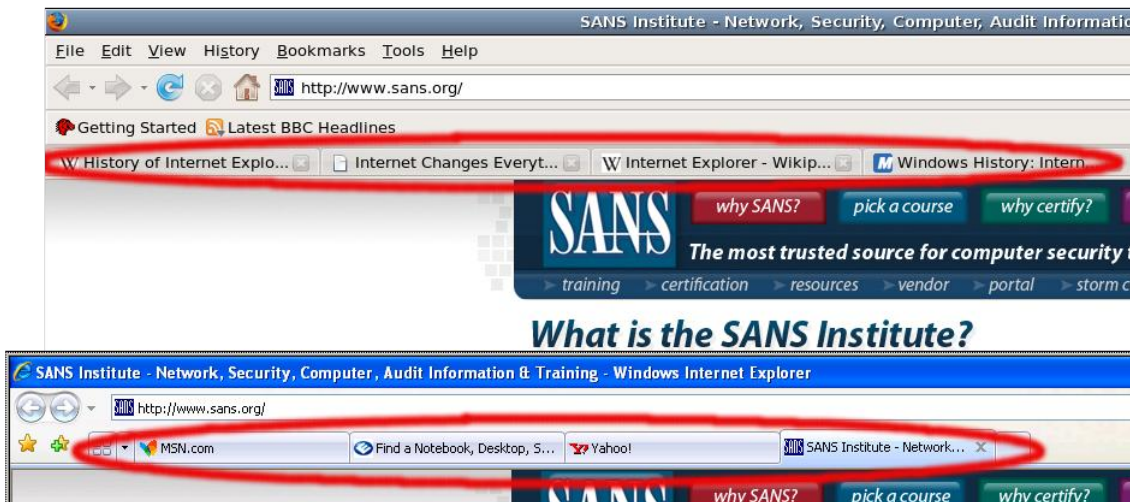 SANS Institute - Network, Security, Computer, Audit Informatio
File Edit View History Bookmarks Tools Help
SANS http://www.sans.org/
Getting Started Latest BBC Headlines
W History of Internet Explo... Internet Changes Everyt... W Internet Explorer - Wikip... M Windows History: Intern...
SANS why SANS? pick a course why certify?
The most trusted source for computer security t
training certification resources vendor portal storm c
What is the SANS Institute?
SANS Institute - Network, Security, Computer, Audit Information & Training - Windows Internet Explorer
SANS http://www.sans.org/
MSN.com Find a Notebook, Desktop, S... Y! Yahoo! SANS SANS Institute - Network...
SANS why SANS? pick a course why certify?